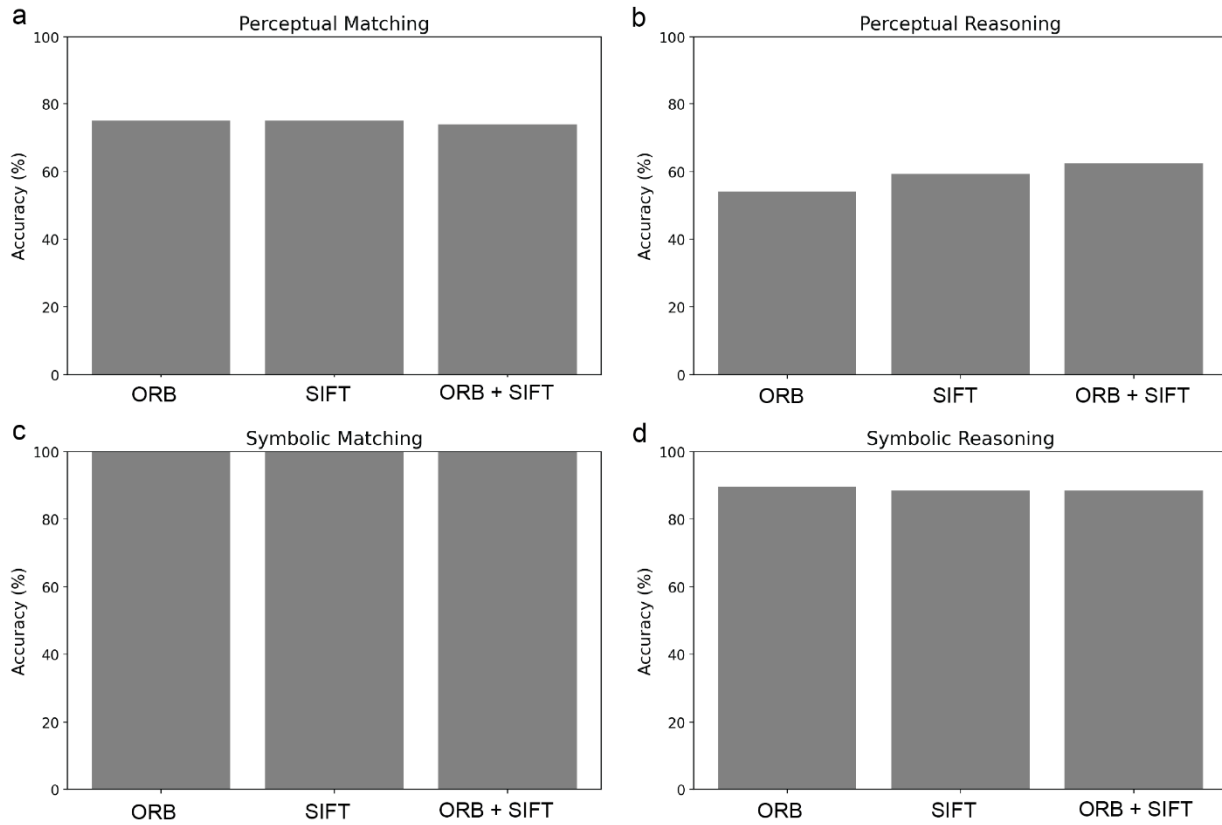 a
Perceptual Matching
100
80
60
40
20
0
Accuracy (%)
ORB
SIFT
ORB + SIFT
b
Perceptual Reasoning
100
80
60
40
20
0
Accuracy (%)
ORB
SIFT
ORB + SIFT
c
Symbolic Matching
100
80
60
40
20
0
Accuracy (%)
ORB
SIFT
ORB + SIFT
d
Symbolic Reasoning
100
80
60
40
20
0
Accuracy (%)
ORB
SIFT
ORB + SIFT